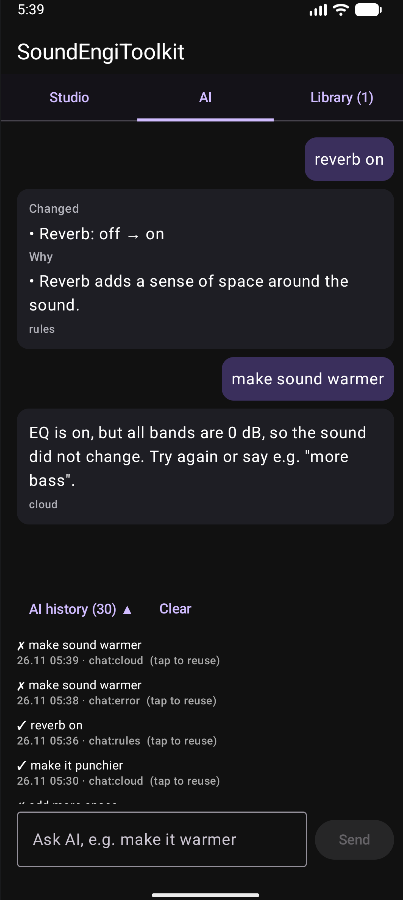 5:39
SoundEngiToolkit
Studio AI Library (1)
reverb on
Changed
• Reverb: off → on
Why
• Reverb adds a sense of space around the
sound.
rules
make sound warmer
EQ is on, but all bands are 0 dB, so the sound
did not change. Try again or say e.g. "more
bass".
cloud
AI history (30) ▲ Clear
✗ make sound warmer
26.11 05:39 · chat:cloud (tap to reuse)
✗ make sound warmer
26.11 05:38 · chat:error (tap to reuse)
✓ reverb on
26.11 05:36 · chat:rules (tap to reuse)
✓ make it punchier
26.11 05:30 · chat:cloud (tap to reuse)
Ask AI, e.g. make it warmer
Send